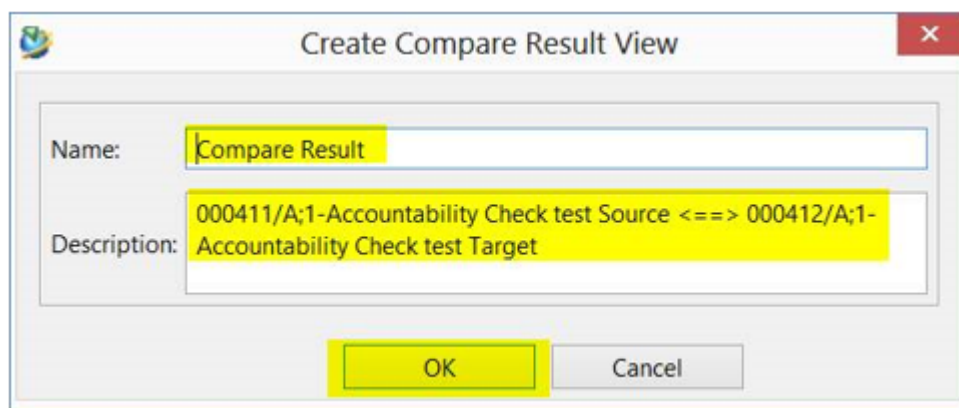 Create Compare Result View
Name:
Compare Result
Description:
000411/A;1-Accountability Check test Source <==> 000412/A;1-
Accountability Check test Target
OK
Cancel